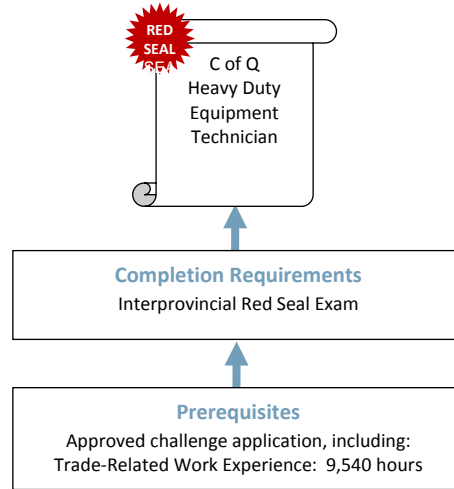 RED
SEAL
SEA
C of Q
Heavy Duty
Equipment
Technician
Completion Requirements
Interprovincial Red Seal Exam
Prerequisites
Approved challenge application, including:
Trade-Related Work Experience: 9,540 hours